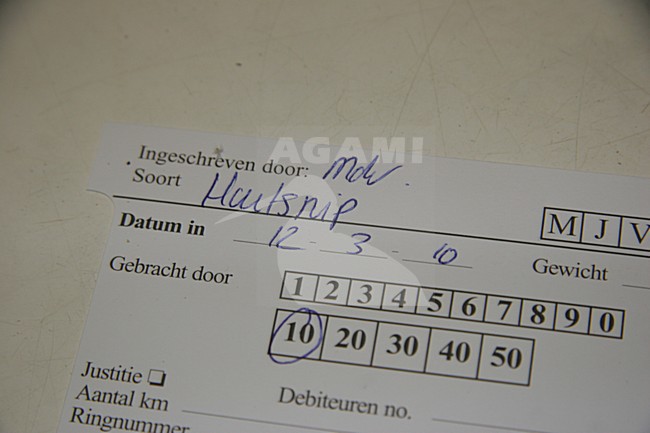 AGAMI
Ingeschreven door: Mdv.
Soort Houtsnip
M J V
Datum in 12 - 3 - 10
Gewicht
Gebracht door
1 2 3 4 5 6 7 8 9 0
10 20 30 40 50
Justitie
Debiteuren no.
Aantal km
Ringnummer